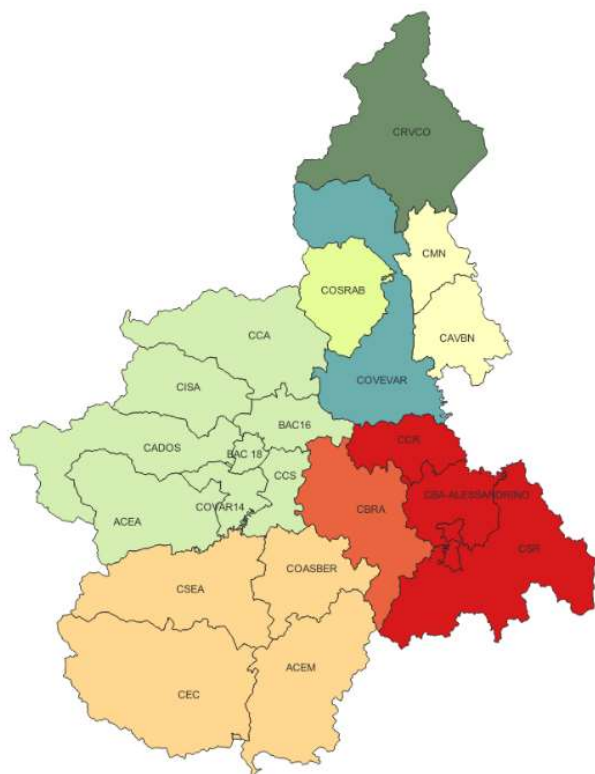 CRVCO
CMN
COSRAB
CCA
CAVBN
CISA
COVEVAR
BAC16
CADOS
CCR
BAC 18
CCS
CBA-ALESSANDRINO
COVAR14
CBRA
ACEA
CSR
COASBER
CSEA
ACEM
CEC